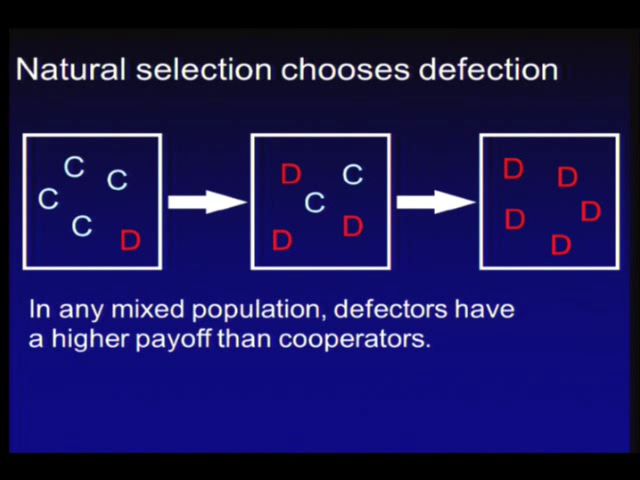 Natural selection chooses defection
C C C C D
D C C D D
D D D D D
In any mixed population, defectors have
a higher payoff than cooperators.